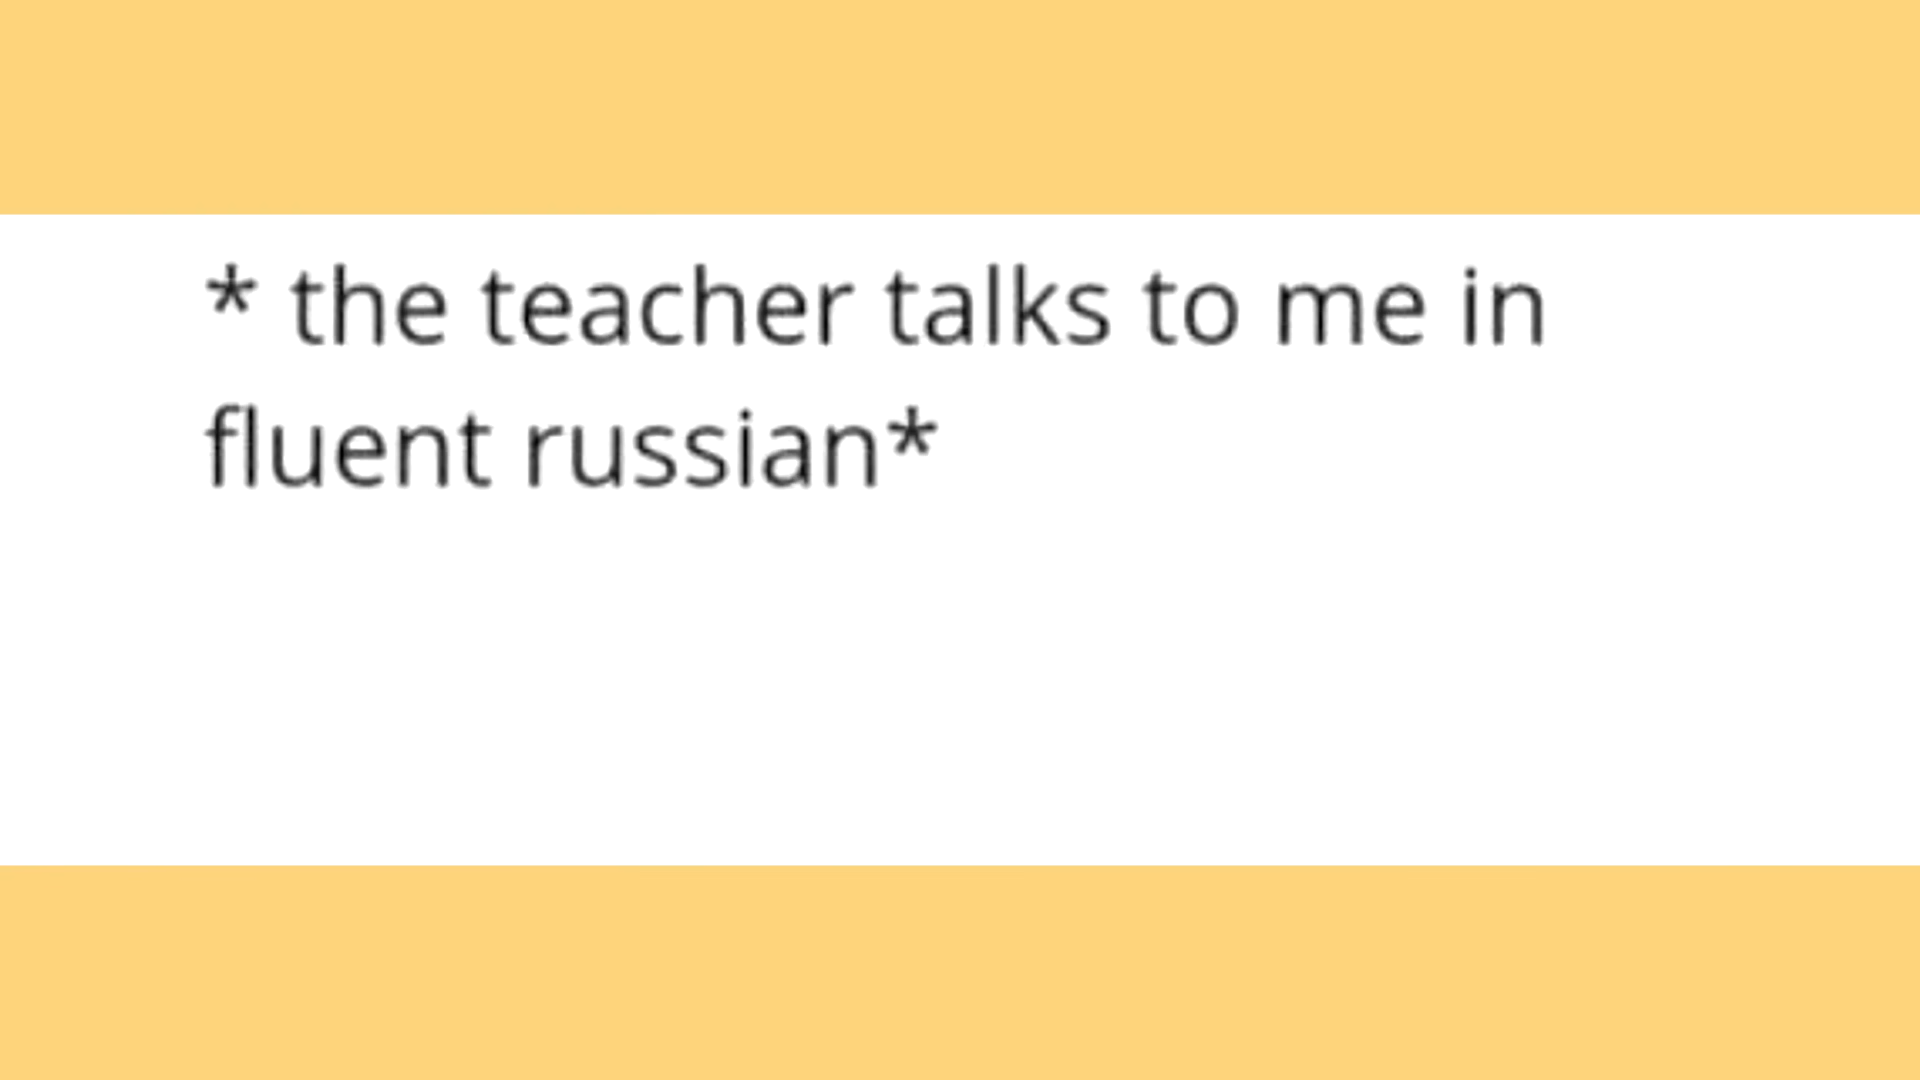 * the teacher talks to me in
fluent russian*